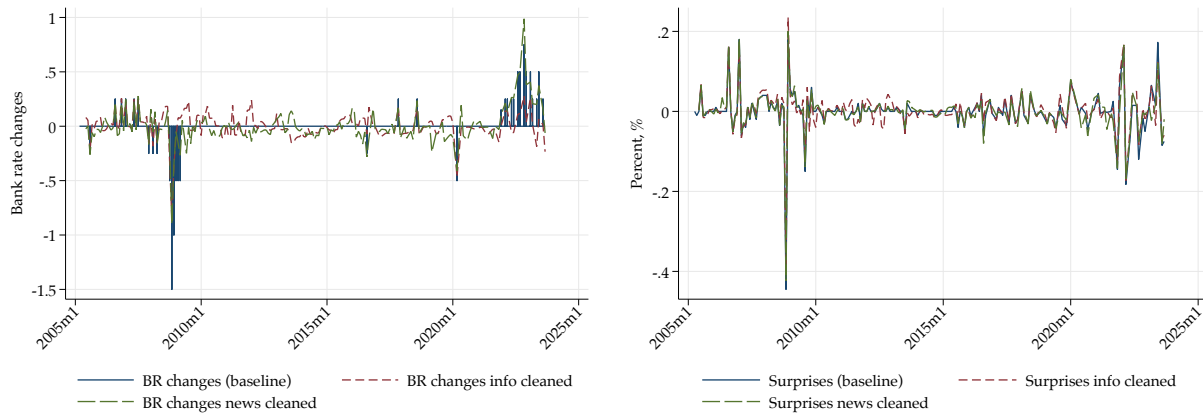 Bank rate changes
1
.5
0
-.5
-1
-1.5
2005m1
2010m1
2015m1
2020m1
2025m1
BR changes (baseline)
BR changes info cleaned
BR changes news cleaned
Percent, %
.2
0
-.2
-.4
2005m1
2010m1
2015m1
2020m1
2025m1
Surprises (baseline)
Surprises info cleaned
Surprises news cleaned